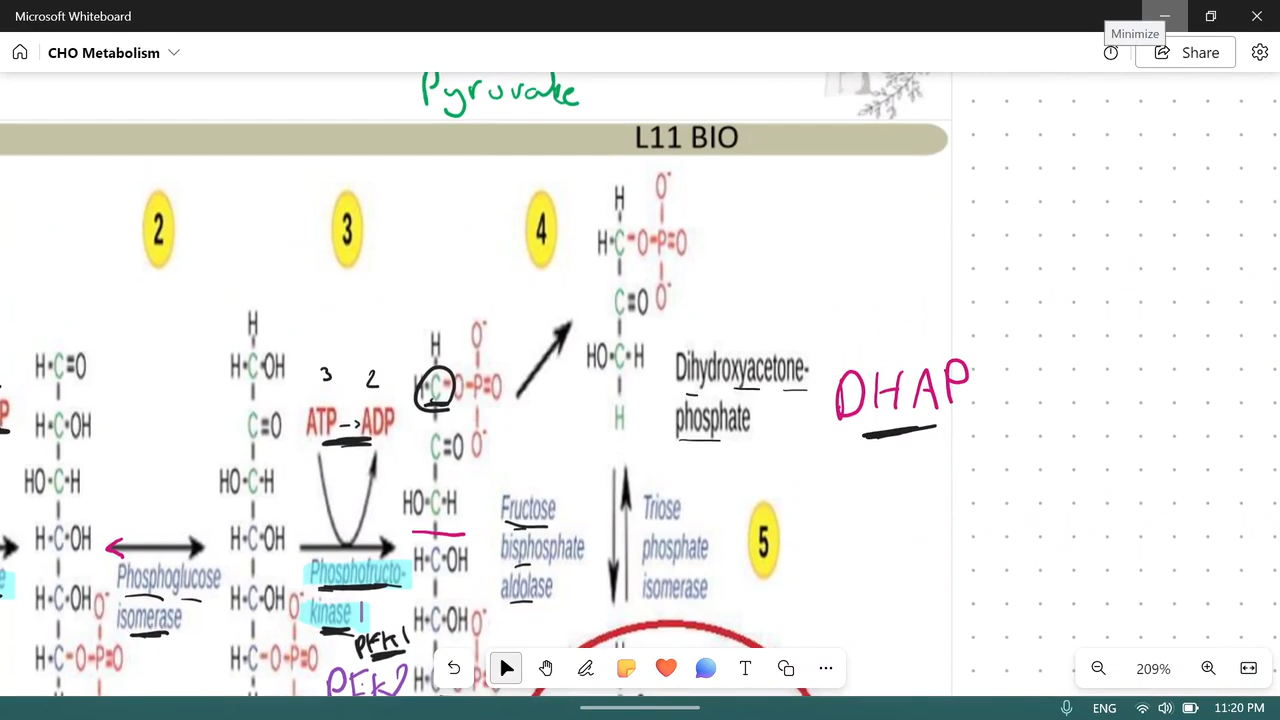 Microsoft Whiteboard
Minimize
CHO Metabolism
Share
Pyruvate
L11 BIO
2
3
4
H O⁻
H-C-O-P=O
C=O O⁻
HO-C-H
H
Dihydroxyacetone-
phosphate
DHAP
H
H-C=O
H-C-OH
HO-C-H
H-C-OH
H-C-OH O⁻
H-C-O-P=O
H-C-OH
C=O
HO-C-H
H-C-OH
H-C-OH O⁻
H-C-O-P=O
3 2
ATP->ADP
H O⁻
H-C-O-P=O
C=O O⁻
HO-C-H
H-C-OH
H-C-OH O⁻
Phosphoglucose
isomerase
Phosphofructo-
kinase 1
PFK1
PFK2
Fructose
bisphosphate
aldolase
Triose
phosphate
isomerase
5
209%
ENG
11:20 PM